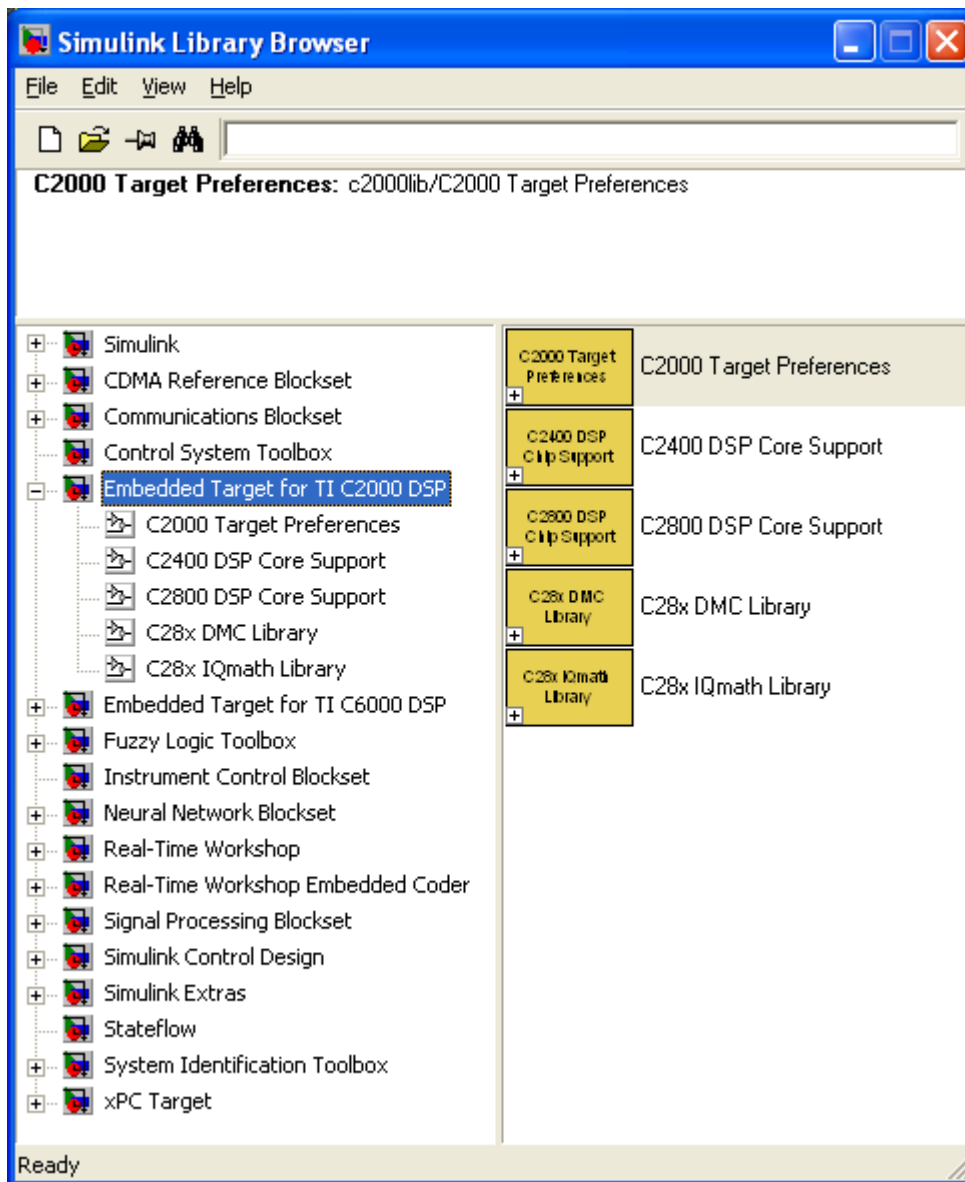 Simulink Library Browser
File Edit View Help
C2000 Target Preferences: c2000lib/C2000 Target Preferences
Simulink
CDMA Reference Blockset
Communications Blockset
Control System Toolbox
Embedded Target for TI C2000 DSP
C2000 Target Preferences
C2400 DSP Core Support
C2800 DSP Core Support
C28x DMC Library
C28x IQmath Library
Embedded Target for TI C6000 DSP
Fuzzy Logic Toolbox
Instrument Control Blockset
Neural Network Blockset
Real-Time Workshop
Real-Time Workshop Embedded Coder
Signal Processing Blockset
Simulink Control Design
Simulink Extras
Stateflow
System Identification Toolbox
xPC Target
C2000 Target
Preferences
C2000 Target Preferences
C2400 DSP
Chip Support
C2400 DSP Core Support
C2800 DSP
Chip Support
C2800 DSP Core Support
C28x DMC
Library
C28x DMC Library
C28x IQmath
Library
C28x IQmath Library
Ready